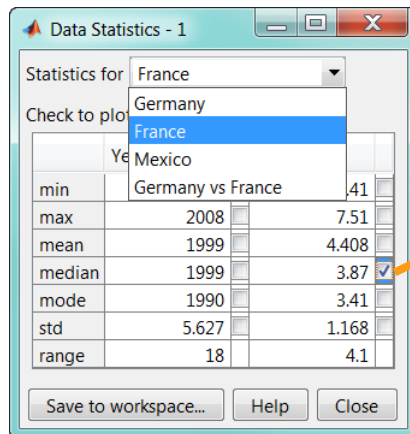 Data Statistics - 1
Statistics for France
Germany
Check to plo
France
Ye
Mexico
Germany vs France
min .41
max 2008 7.51
mean 1999 4.408
median 1999 3.87
mode 1990 3.41
std 5.627 1.168
range 18 4.1
Save to workspace... Help Close